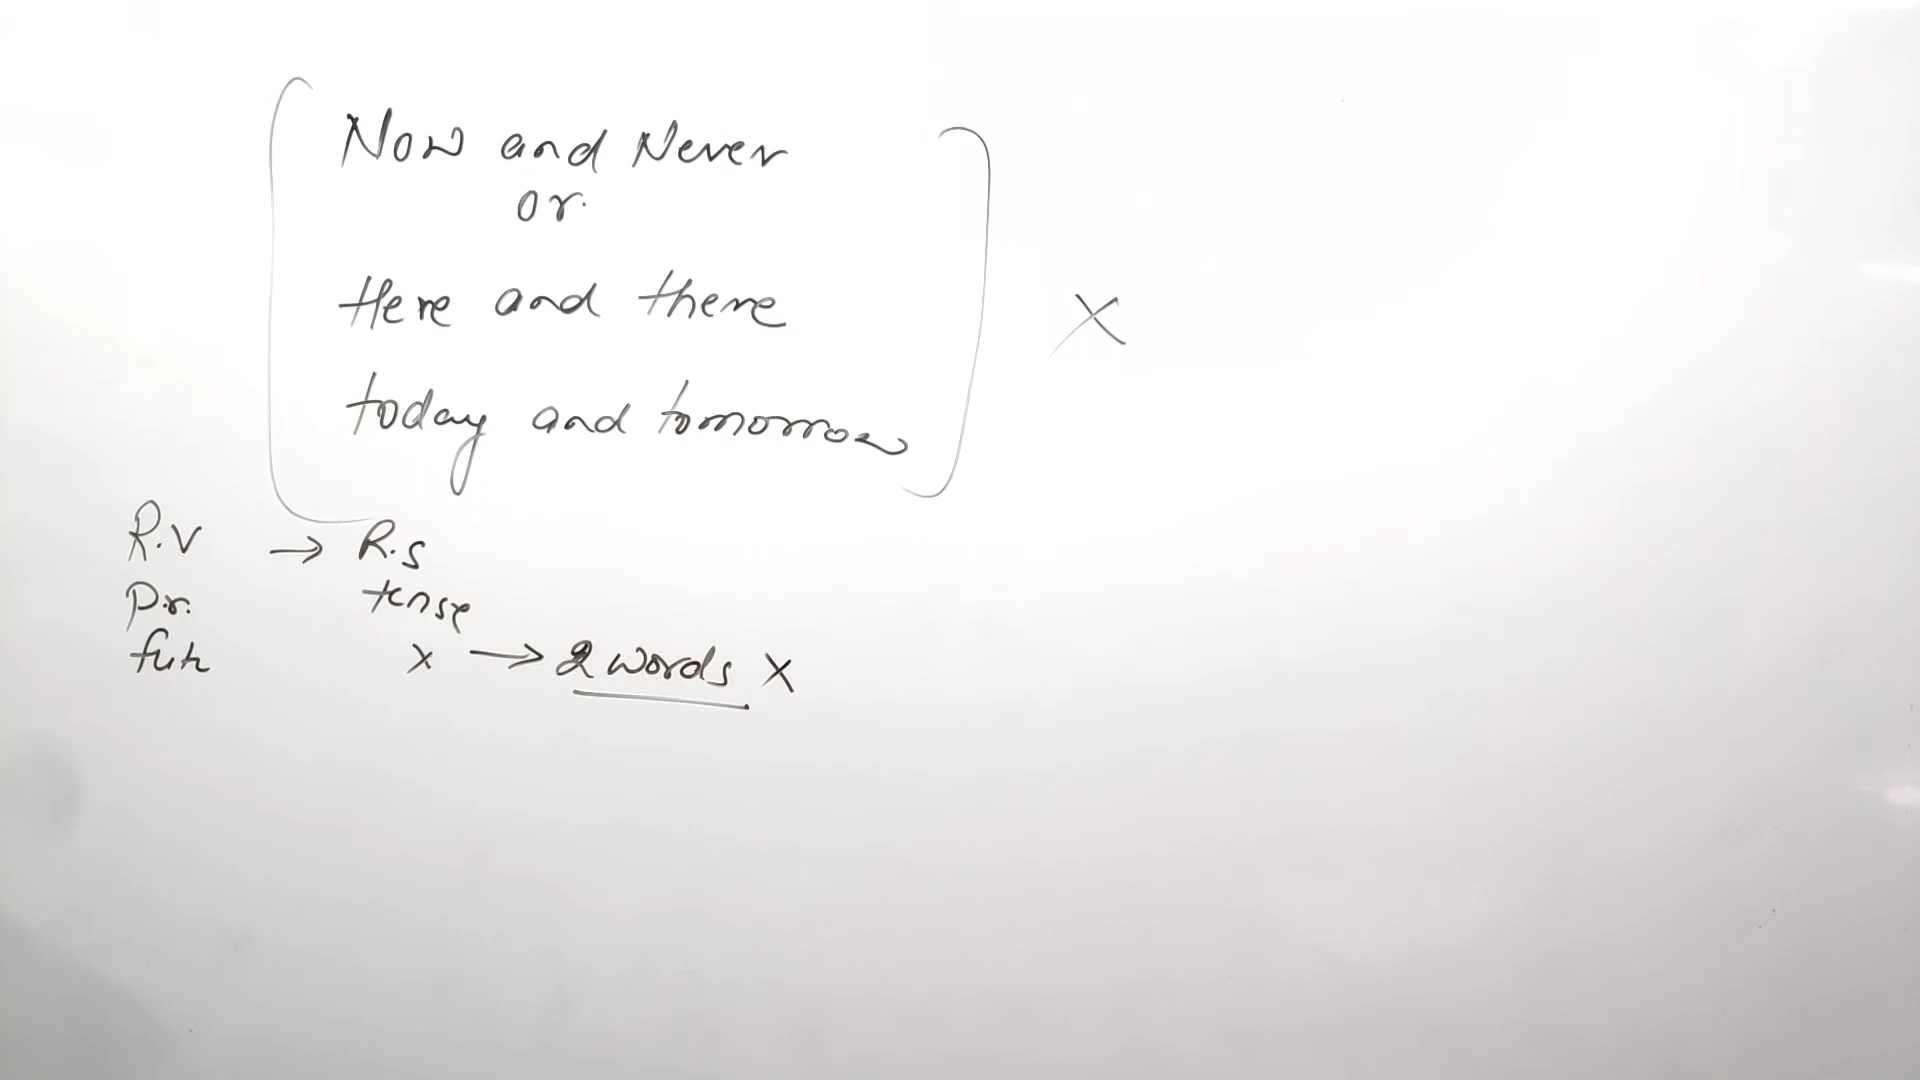 Now and Never
or.
Here and there
today and tomorrow
X
R.V → R.S
Pr. tense
fut x → 2 words X